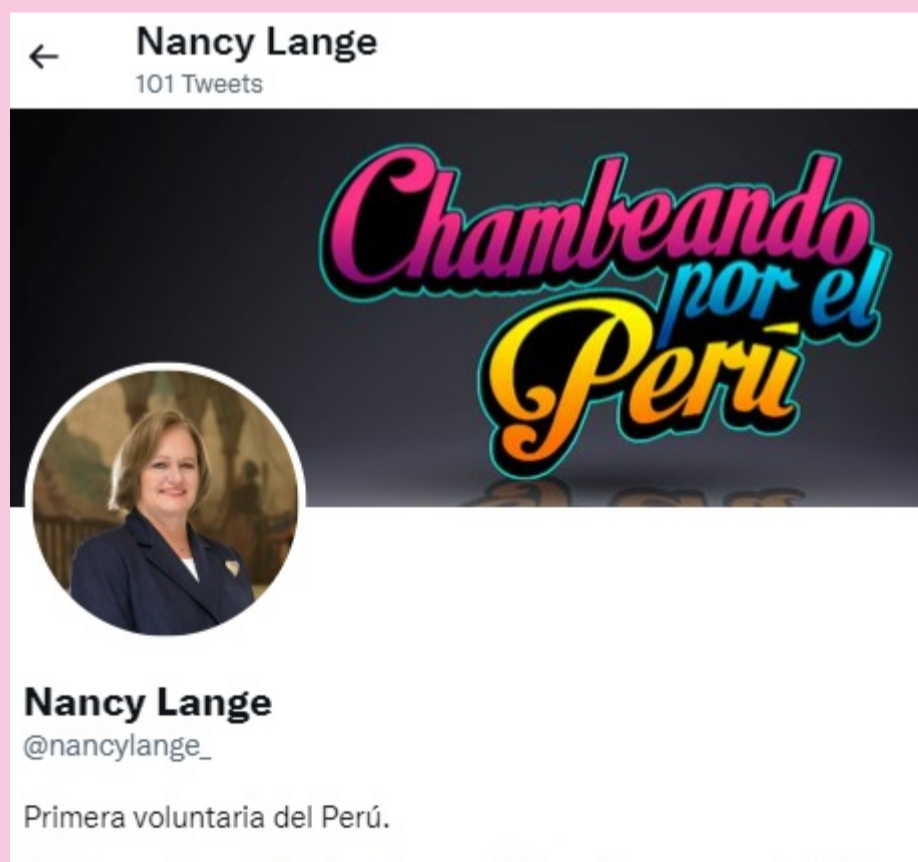 Nancy Lange
101 Tweets
Chambeando
por el
Perú
Nancy Lange
@nancylange_
Primera voluntaria del Perú.